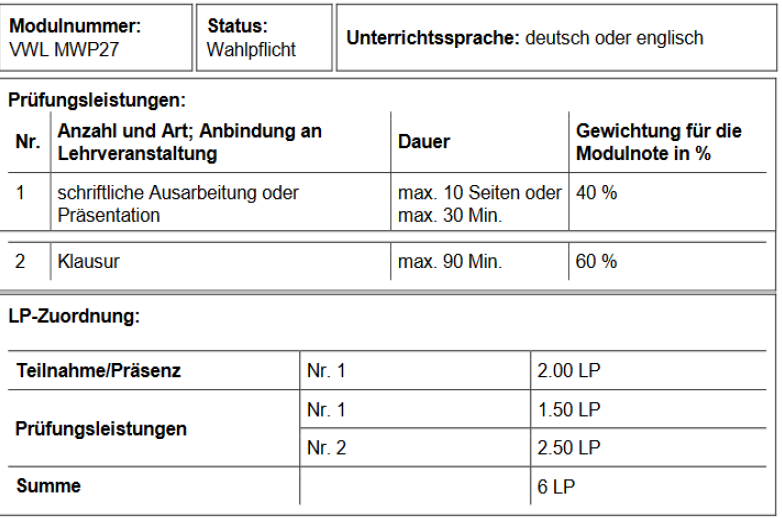 Modulnummer:
VWL MWP27
Status:
Wahlpflicht
Unterrichtssprache: deutsch oder englisch
Prüfungsleistungen:
Nr.
Anzahl und Art; Anbindung an
Lehrveranstaltung
Dauer
Gewichtung für die
Modulnote in %
1
schriftliche Ausarbeitung oder
Präsentation
max. 10 Seiten oder
max. 30 Min.
40 %
2
Klausur
max. 90 Min.
60 %
LP-Zuordnung:
Teilnahme/Präsenz
Nr. 1
2.00 LP
Prüfungsleistungen
Nr. 1
1.50 LP
Nr. 2
2.50 LP
Summe
6 LP